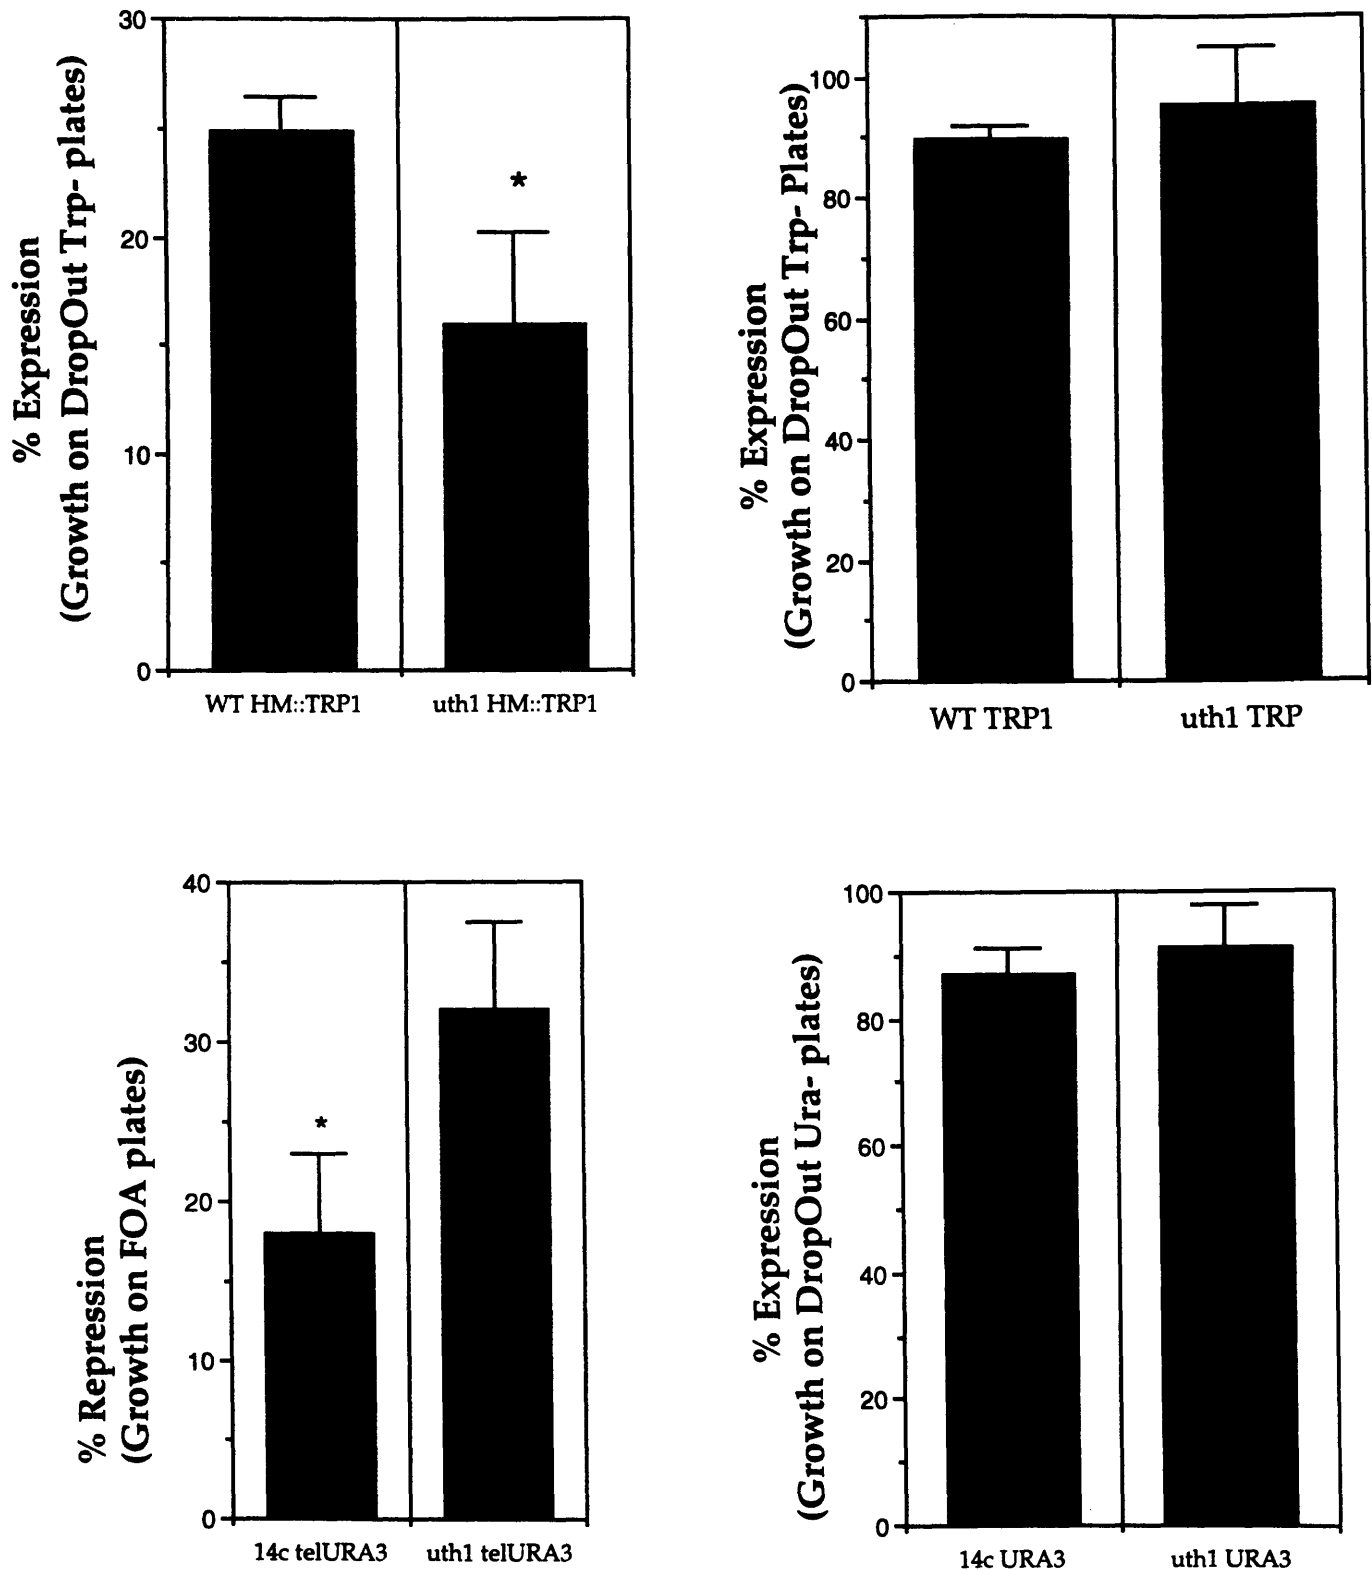 % Expression
(Growth on DropOut Trp- plates)
30
20
10
0
*
WT HM::TRP1
uth1 HM::TRP1
% Expression
(Growth on DropOut Trp- Plates)
100
80
60
40
20
0
WT TRP1
uth1 TRP
% Repression
(Growth on FOA plates)
40
30
20
10
0
*
14c telURA3
uth1 telURA3
% Expression
(Growth on DropOut Ura- plates)
100
80
60
40
20
0
14c URA3
uth1 URA3